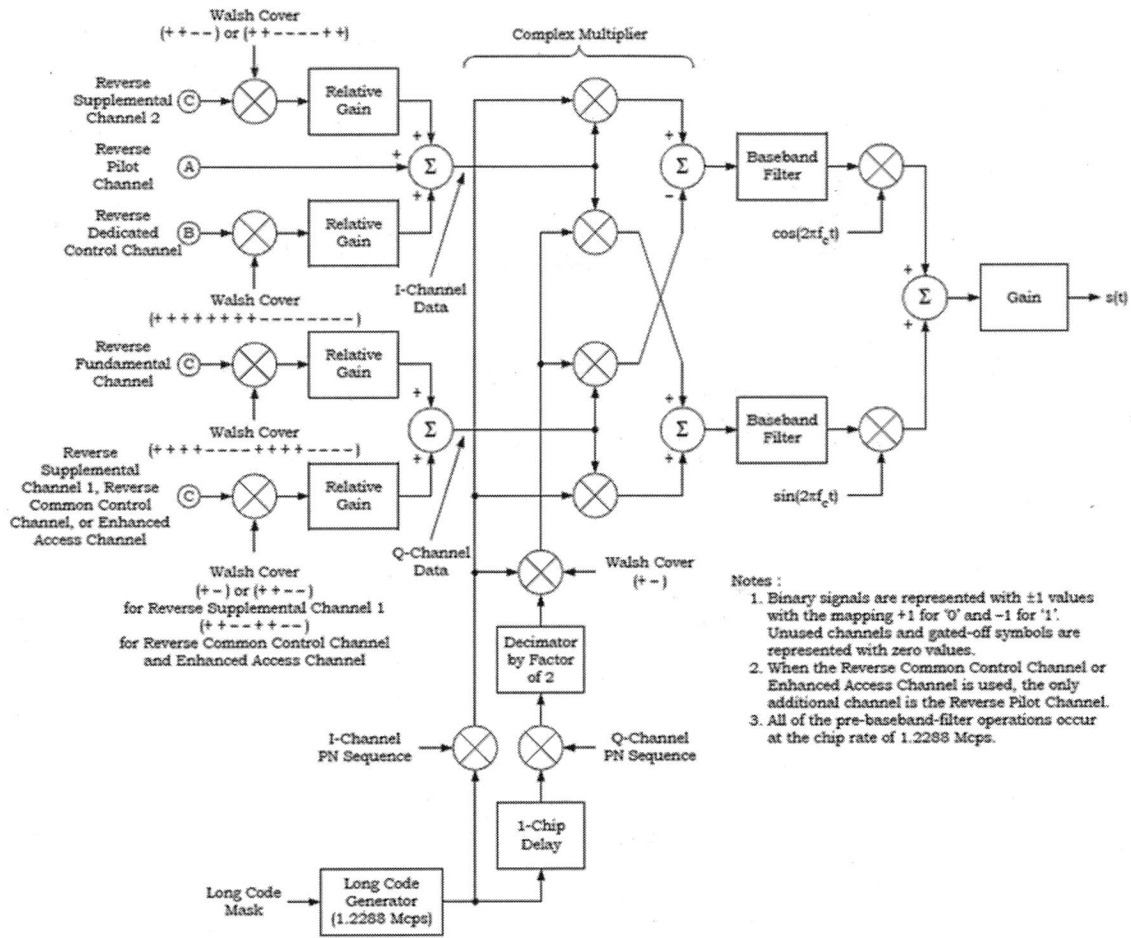 Walsh Cover
(+ + – –) or (+ + – – – – + +)
Complex Multiplier
Reverse
Supplemental
Channel 2
C
Relative
Gain
Reverse
Pilot
Channel
A
Reverse
Dedicated
Control Channel
B
Relative
Gain
Walsh Cover
(+ + + + + + + + – – – – – – – –)
+
+
+
Σ
I-Channel
Data
Reverse
Fundamental
Channel
C
Relative
Gain
Walsh Cover
(+ + + + – – – – + + + + – – – –)
Reverse
Supplemental
Channel 1, Reverse
Common Control
Channel, or Enhanced
Access Channel
C
Relative
Gain
+
+
Σ
Q-Channel
Data
Walsh Cover
(+ –) or (+ + – –)
for Reverse Supplemental Channel 1
(+ + – – + + – –)
for Reverse Common Control Channel
and Enhanced Access Channel
+
–
Σ
Baseband
Filter
cos(2πfct)
+
+
Σ
Baseband
Filter
sin(2πfct)
+
+
Σ
Gain
s(t)
Walsh Cover
(+ –)
Decimator
by Factor
of 2
I-Channel
PN Sequence
Q-Channel
PN Sequence
1-Chip
Delay
Long Code
Mask
Long Code
Generator
(1.2288 Mcps)
Notes :
1. Binary signals are represented with ±1 values
with the mapping +1 for '0' and –1 for '1'.
Unused channels and gated-off symbols are
represented with zero values.
2. When the Reverse Common Control Channel or
Enhanced Access Channel is used, the only
additional channel is the Reverse Pilot Channel.
3. All of the pre-baseband-filter operations occur
at the chip rate of 1.2288 Mcps.